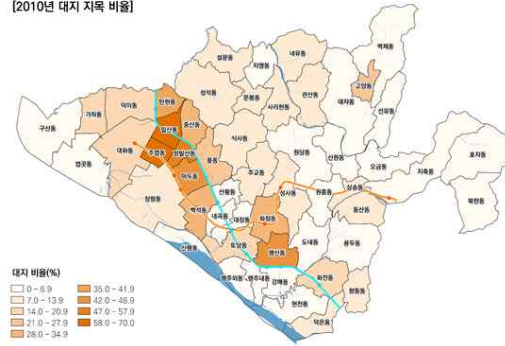 [2010년 대지 지목 비율]
벽제동
설문동
지영동
내유동
고양동
탄현동
성석동
문봉동
관산동
선유동
덕이동
사리현동
대자동
가좌동
일산동
중산동
구산동
식사동
대화동
주엽동
정발산동
풍동
원당동
신원동
오금동
효자동
법곳동
마두동
주교동
지축동
산황동
성사동
원흥동
삼송동
북한동
장항동
백석동
대장동
화정동
동산동
내곡동
신평동
토당동
행신동
도내동
용두동
행주외동
행주내동
강매동
화전동
향동동
현천동
덕은동
대지 비율(%)
0 - 6.9
7.0 - 13.9
14.0 - 20.9
21.0 - 27.9
28.0 - 34.9
35.0 - 41.9
42.0 - 46.9
47.0 - 57.9
58.0 - 70.0